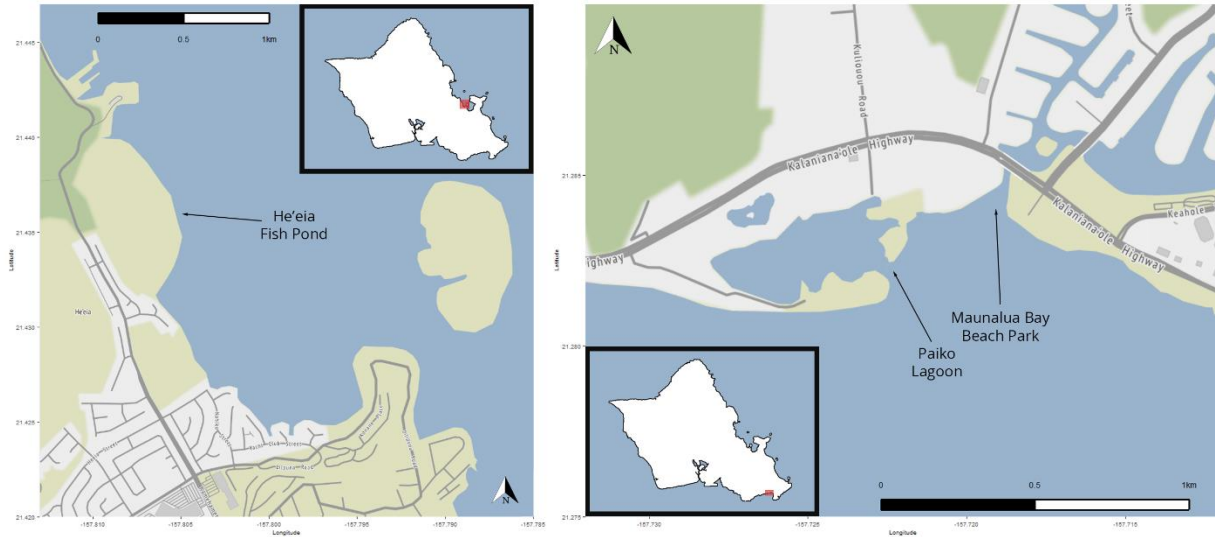 0
0.5
1km
21.445
21.440
21.435
21.430
21.425
21.420
Latitude
He'eia
Fish Pond
He'eia
N
-157.810
-157.805
-157.800
-157.795
-157.790
-157.785
Longitude
N
Kuliouou Road
Kalaniana'ole Highway
Kalaniana'ole Highway
Keahole
Highway
Maunalua Bay
Beach Park
Paiko
Lagoon
21.285
21.280
21.275
Latitude
0
0.5
1km
-157.730
-157.725
-157.720
-157.715
Longitude